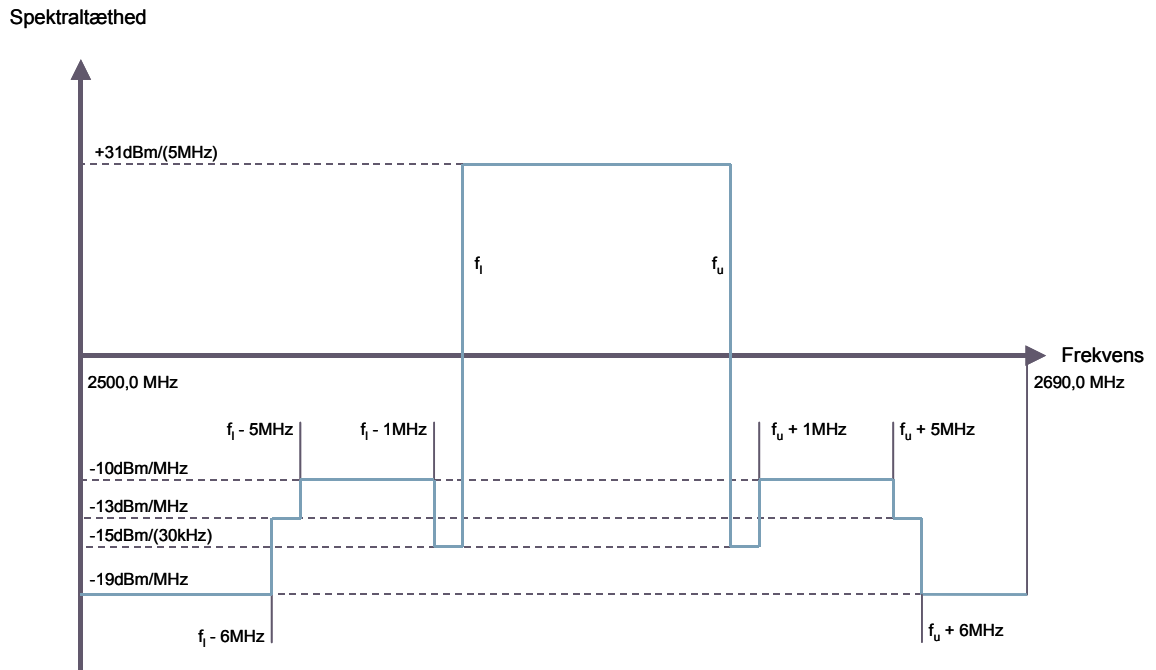 Spektraltæthed
+31dBm/(5MHz)
fl
fu
Frekvens
2500,0 MHz
2690,0 MHz
fl - 5MHz
fl - 1MHz
fu + 1MHz
fu + 5MHz
-10dBm/MHz
-13dBm/MHz
-15dBm/(30kHz)
-19dBm/MHz
fl - 6MHz
fu + 6MHz